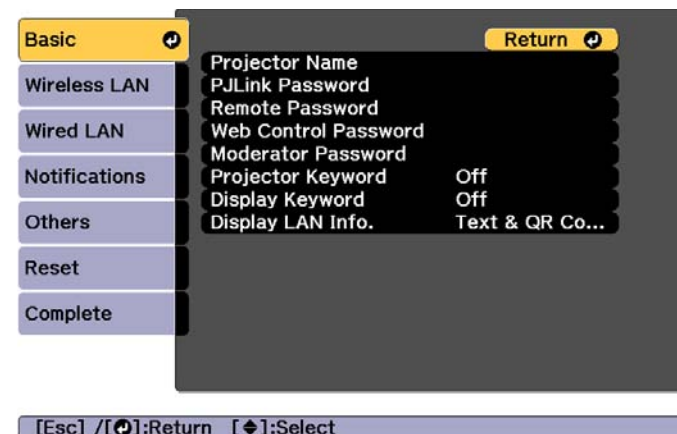 Basic
Return
Projector Name
Wireless LAN
PJLink Password
Remote Password
Wired LAN
Web Control Password
Moderator Password
Notifications
Projector Keyword Off
Display Keyword Off
Others
Display LAN Info. Text & QR Co...
Reset
Complete
[Esc] /[ ]:Return [ ]:Select